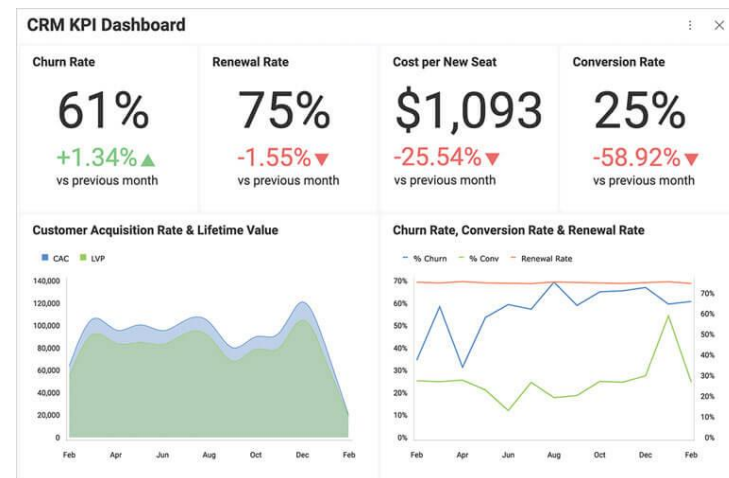 CRM KPI Dashboard
Churn Rate
61%
+1.34%▲
vs previous month
Renewal Rate
75%
-1.55%▼
vs previous month
Cost per New Seat
$1,093
-25.54%▼
vs previous month
Conversion Rate
25%
-58.92%▼
vs previous month
Customer Acquisition Rate & Lifetime Value
CAC LVP
140,000
120,000
100,000
80,000
60,000
40,000
20,000
0
Feb Apr Jun Aug Oct Dec Feb
Churn Rate, Conversion Rate & Renewal Rate
% Churn % Conv Renewal Rate
70%
60%
50%
40%
30%
20%
10%
0%
70%
60%
50%
40%
30%
20%
10%
0%
Feb Apr Jun Aug Oct Dec Feb